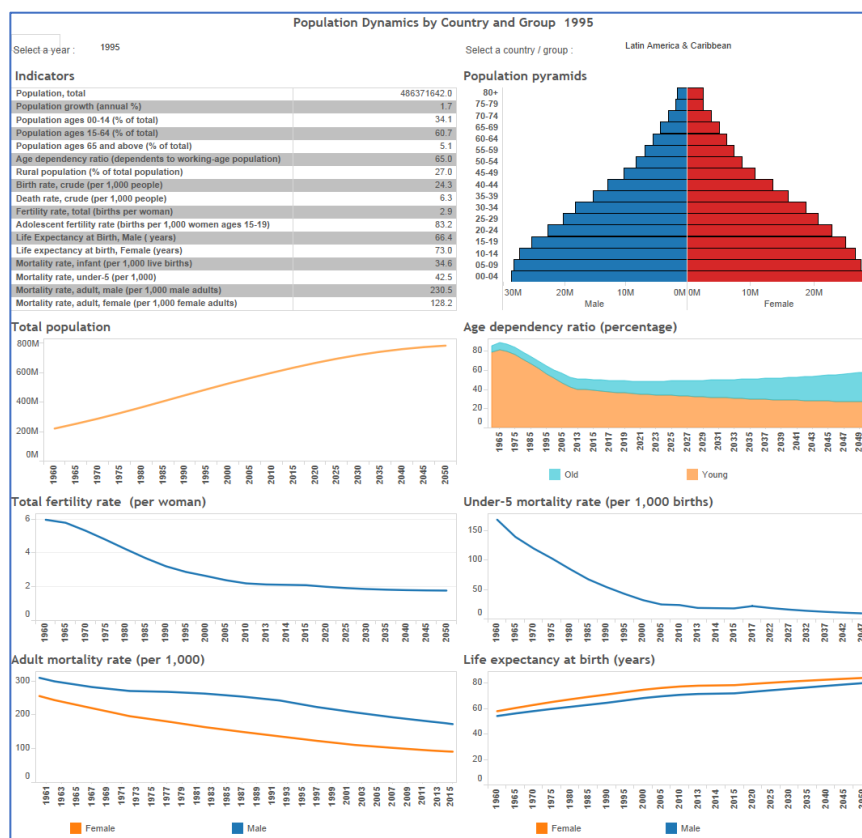 Population Dynamics by Country and Group 1995
Select a year : 1995
Select a country / group : Latin America & Caribbean
Indicators
Population, total 486371642.0
Population growth (annual %) 1.7
Population ages 00-14 (% of total) 34.1
Population ages 15-64 (% of total) 60.7
Population ages 65 and above (% of total) 5.1
Age dependency ratio (dependents to working-age population) 65.0
Rural population (% of total population) 27.0
Birth rate, crude (per 1,000 people) 24.3
Death rate, crude (per 1,000 people) 6.3
Fertility rate, total (births per woman) 2.9
Adolescent fertility rate (births per 1,000 women ages 15-19) 83.2
Life Expectancy at Birth, Male ( years) 66.4
Life expectancy at birth, Female (years) 73.0
Mortality rate, infant (per 1,000 live births) 34.6
Mortality rate, under-5 (per 1,000) 42.5
Mortality rate, adult, male (per 1,000 male adults) 230.5
Mortality rate, adult, female (per 1,000 female adults) 128.2
Population pyramids
80+
75-79
70-74
65-69
60-64
55-59
50-54
45-49
40-44
35-39
30-34
25-29
20-24
15-19
10-14
05-09
00-04
30M 20M 10M 0M 0M 10M 20M
Male Female
Total population
800M
600M
400M
200M
0M
1960 1965 1970 1975 1980 1985 1990 1995 2000 2005 2010 2013 2014 2015 2020 2025 2030 2035 2040 2045 2050
Age dependency ratio (percentage)
80
60
40
20
0
1965 1975 1985 1995 2005 2013 2015 2017 2019 2021 2023 2025 2027 2029 2031 2033 2035 2037 2039 2041 2043 2045 2047 2049
Old Young
Total fertility rate (per woman)
6
4
2
0
1960 1965 1970 1975 1980 1985 1990 1995 2000 2005 2010 2013 2014 2015 2020 2025 2030 2035 2040 2045 2050
Under-5 mortality rate (per 1,000 births)
150
100
50
0
1960 1965 1970 1975 1980 1985 1990 1995 2000 2005 2010 2013 2014 2015 2017 2022 2027 2032 2037 2042 2047
Adult mortality rate (per 1,000)
300
200
100
0
1961 1963 1965 1967 1969 1971 1973 1975 1977 1979 1981 1983 1985 1987 1989 1991 1993 1995 1997 1999 2001 2003 2005 2007 2009 2011 2013 2015
Female Male
Life expectancy at birth (years)
80
60
40
20
0
1960 1965 1970 1975 1980 1985 1990 1995 2000 2005 2010 2013 2014 2015 2020 2025 2030 2035 2040 2045 2050
Female Male